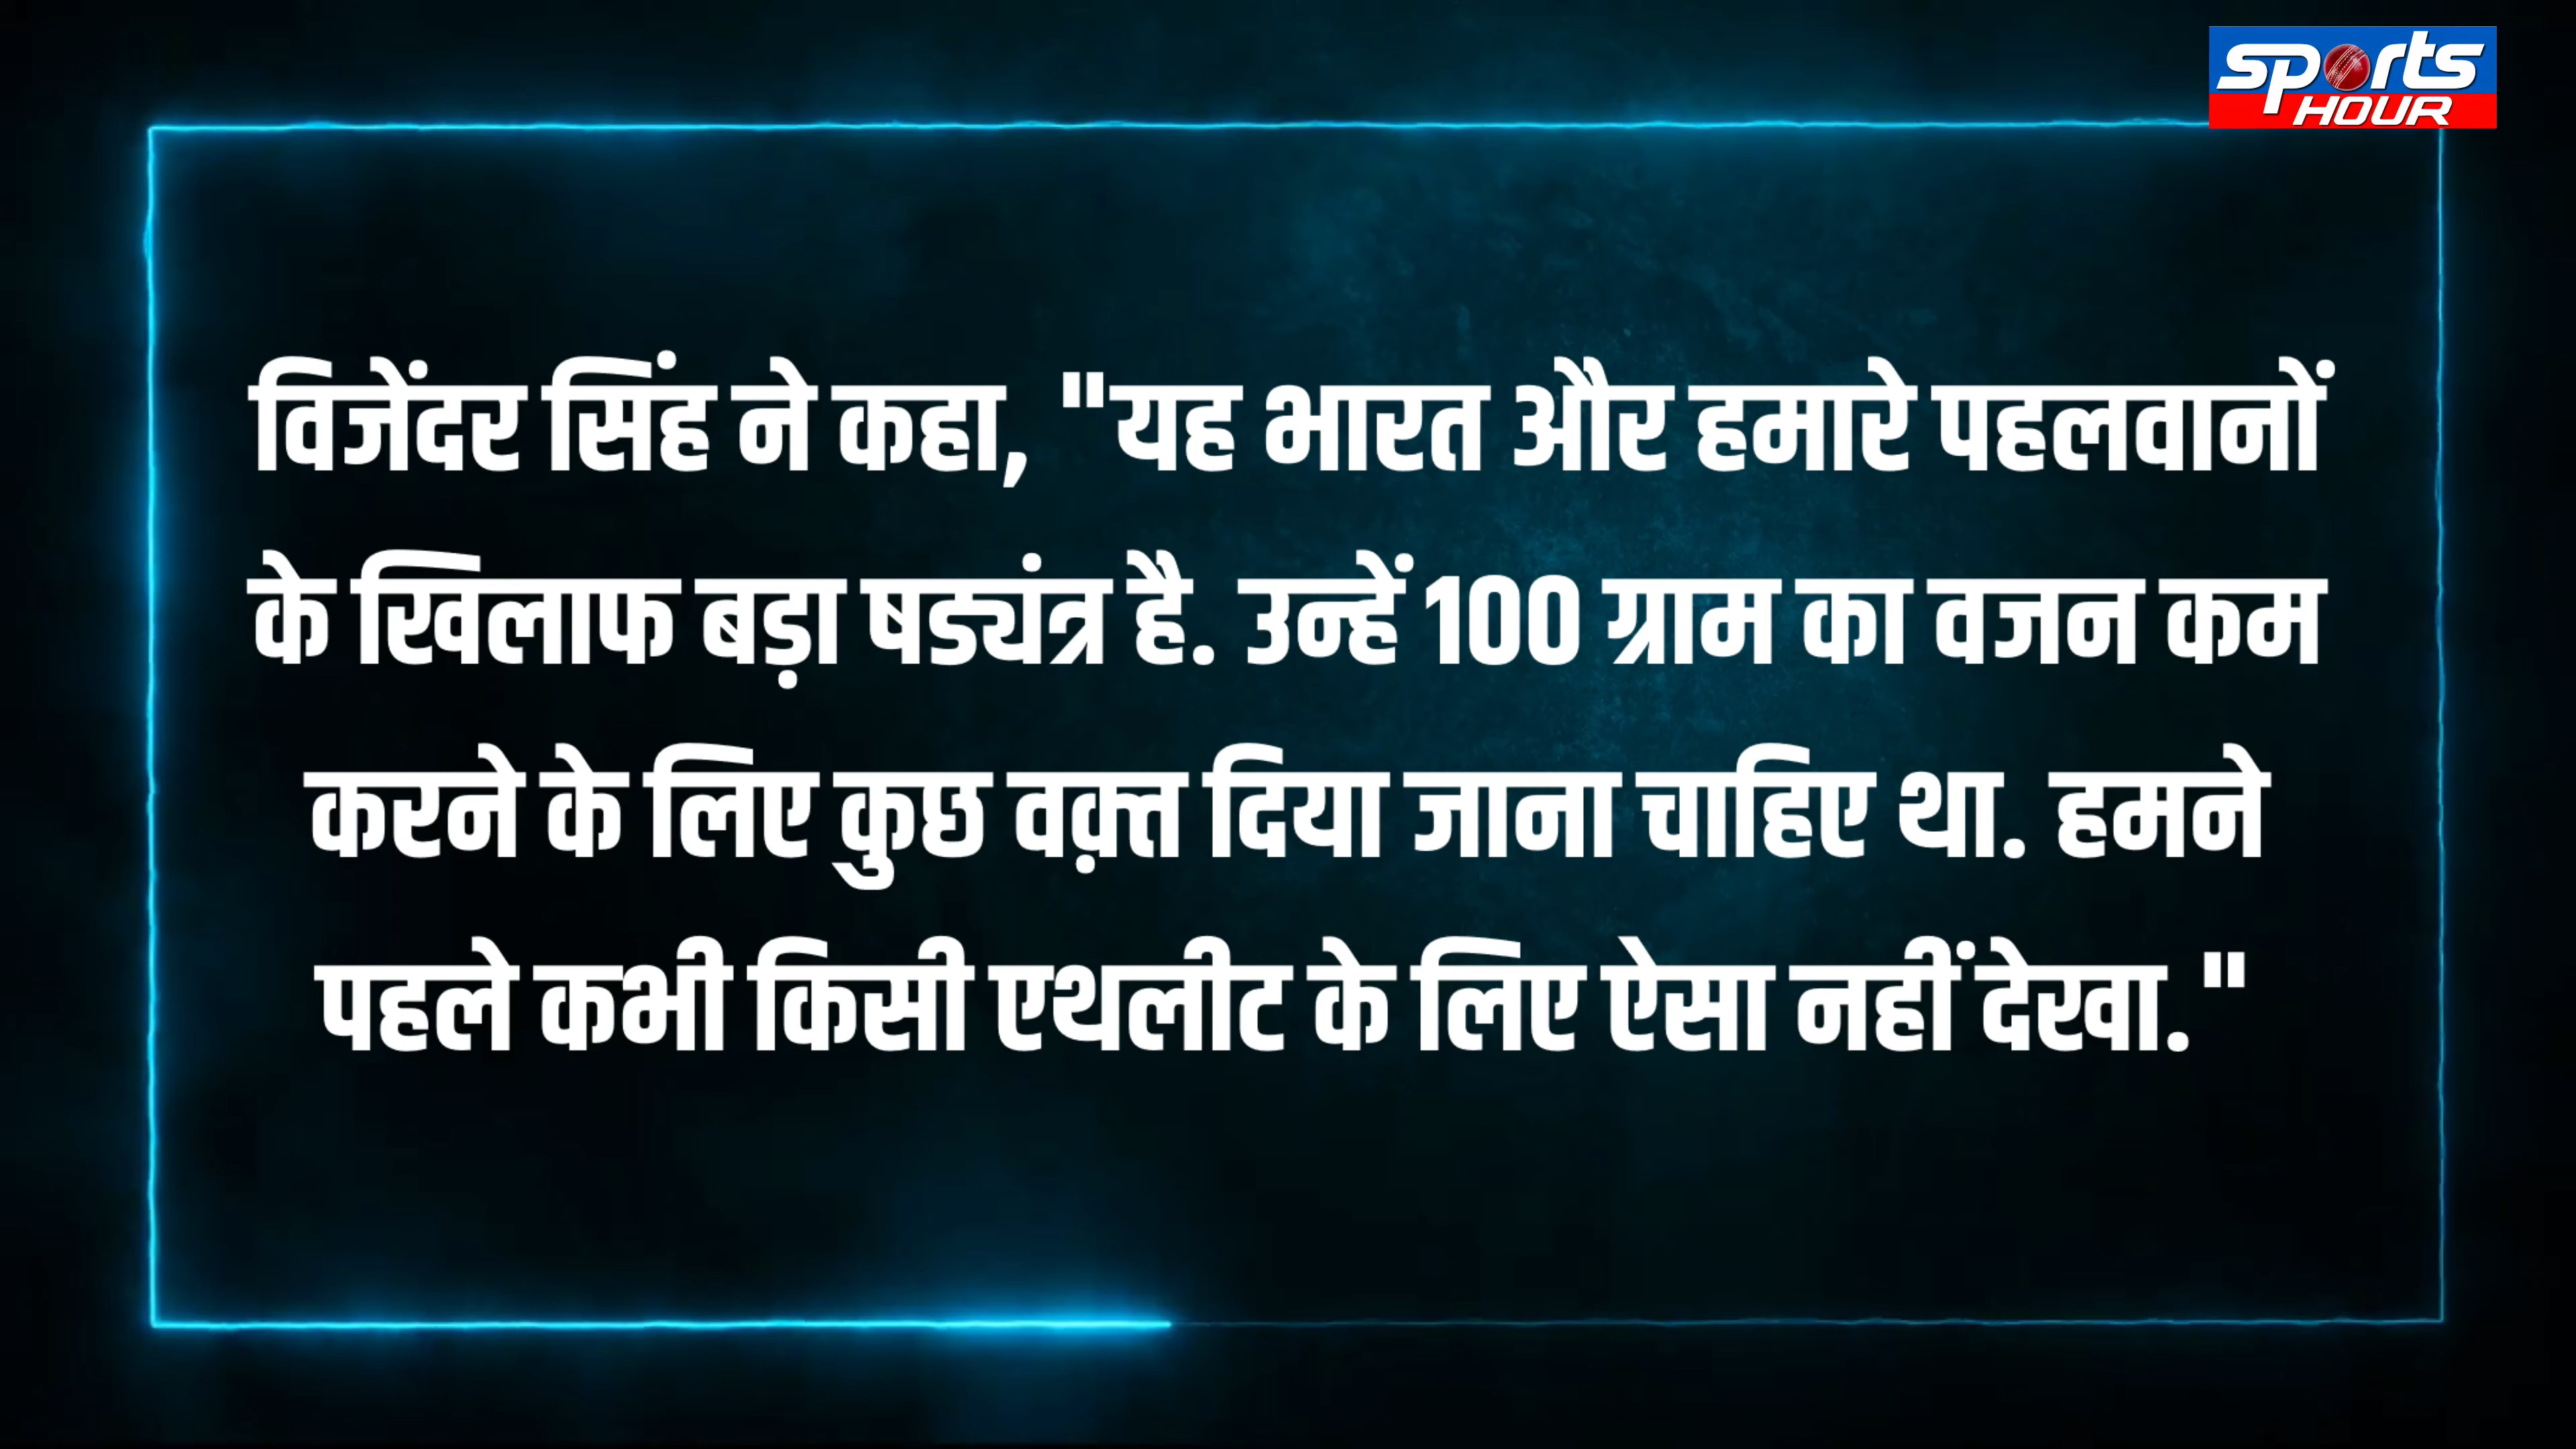 sports
HOUR
विजेंदर सिंह ने कहा, "यह भारत और हमारे पहलवानों
के खिलाफ बड़ा षड्यंत्र है. उन्हें 100 ग्राम का वजन कम
करने के लिए कुछ वक़्त दिया जाना चाहिए था. हमने
पहले कभी किसी एथलीट के लिए ऐसा नहीं देखा."